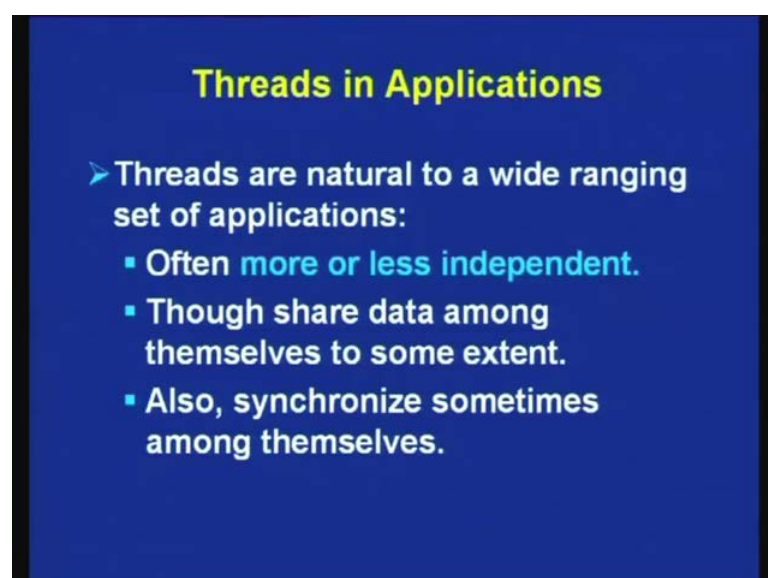 Threads in Applications
➢Threads are natural to a wide ranging
set of applications:
▪ Often more or less independent.
▪ Though share data among
themselves to some extent.
▪ Also, synchronize sometimes
among themselves.